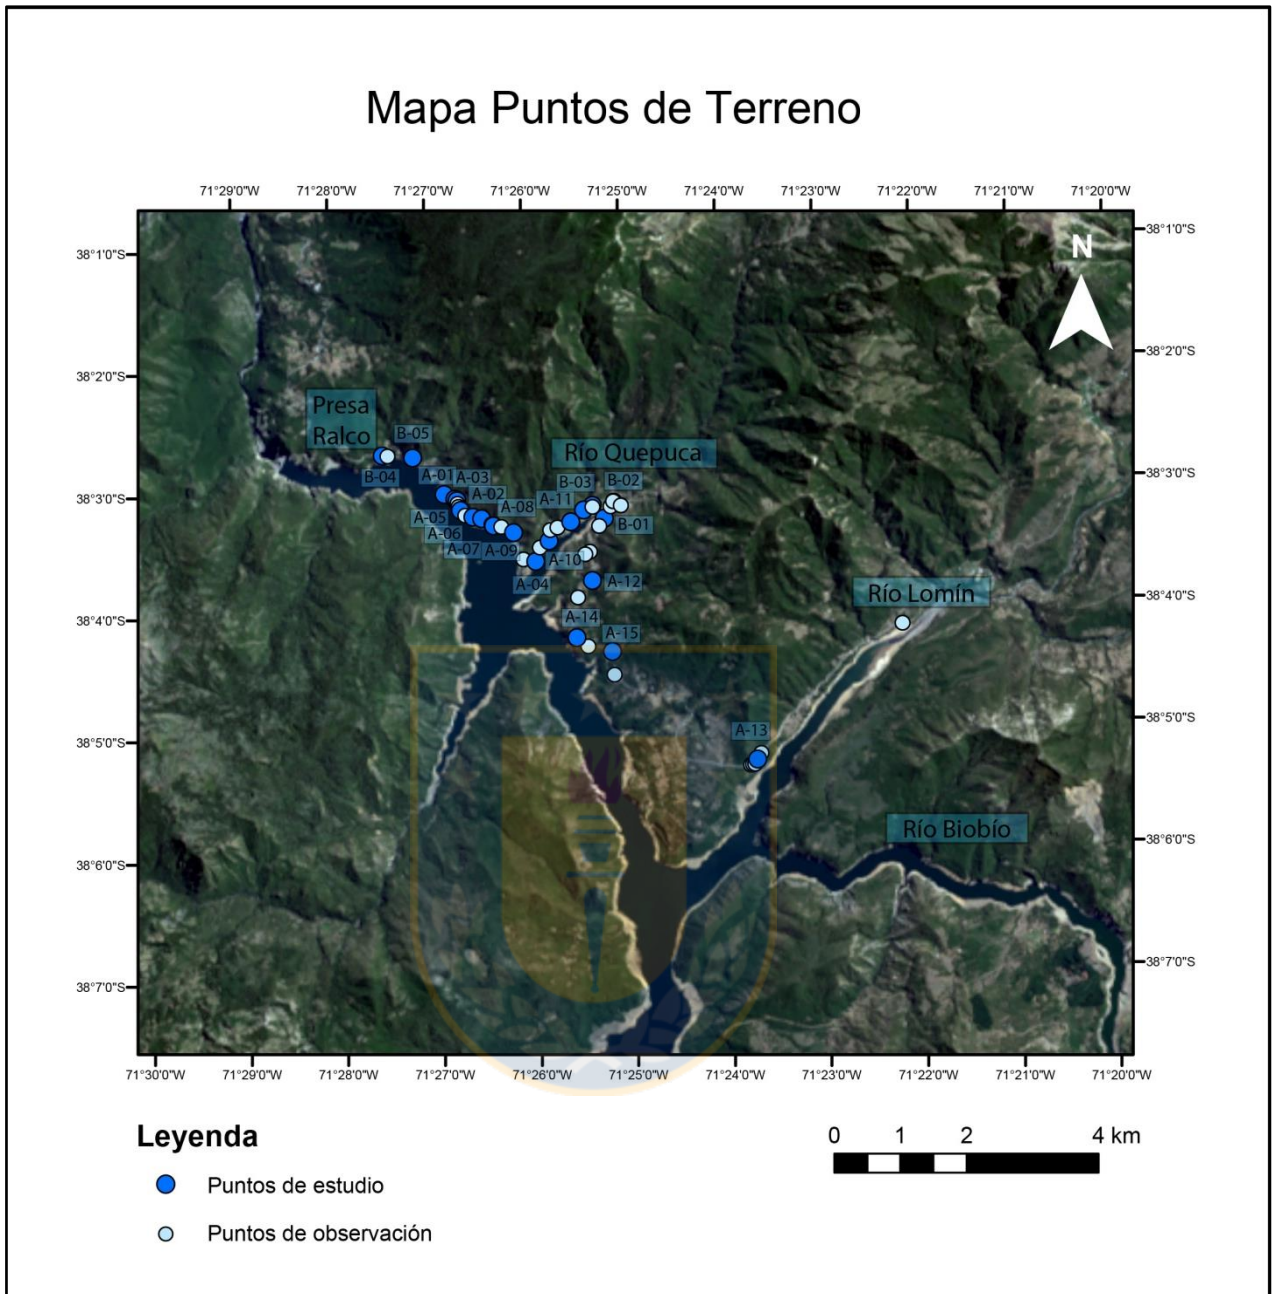 Mapa Puntos de Terreno
71°29'0"W 71°28'0"W 71°27'0"W 71°26'0"W 71°25'0"W 71°24'0"W 71°23'0"W 71°22'0"W 71°21'0"W 71°20'0"W
38°1'0"S
38°1'0"S
N
38°2'0"S
38°2'0"S
Presa
Ralco
B-05
Río Quepuca
B-04
A-01
A-03
B-03
B-02
38°3'0"S
38°3'0"S
A-02
A-11
A-08
A-05
B-01
A-06
A-07
A-09
A-10
A-04
A-12
Río Lomín
38°4'0"S
38°4'0"S
A-14
A-15
38°5'0"S
38°5'0"S
A-13
Río Biobío
38°6'0"S
38°6'0"S
38°7'0"S
38°7'0"S
71°30'0"W 71°29'0"W 71°28'0"W 71°27'0"W 71°26'0"W 71°25'0"W 71°24'0"W 71°23'0"W 71°22'0"W 71°21'0"W 71°20'0"W
Leyenda
Puntos de estudio
Puntos de observación
0 1 2 4 km